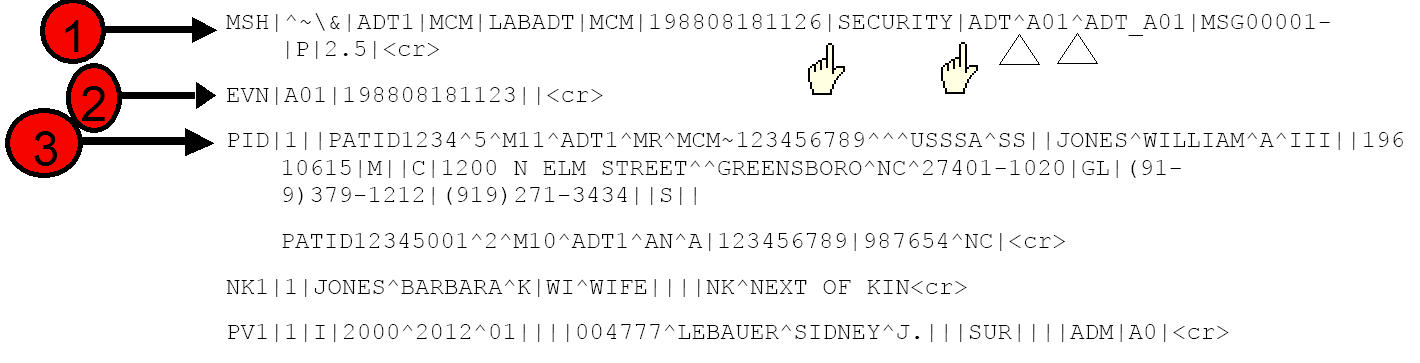 1 MSH|^~\&|ADT1|MCM|LABADT|MCM|198808181126|SECURITY|ADT^A01^ADT_A01|MSG00001-
|P|2.5|<cr>
2 EVN|A01|198808181123||<cr>
3 PID|1||PATID1234^5^M11^ADT1^MR^MCM~123456789^^^USSSA^SS||JONES^WILLIAM^A^III||196
10615|M||C|1200 N ELM STREET^^GREENSBORO^NC^27401-1020|GL|(91-
9)379-1212|(919)271-3434||S||
PATID12345001^2^M10^ADT1^AN^A|123456789|987654^NC|<cr>
NK1|1|JONES^BARBARA^K|WI^WIFE||||NK^NEXT OF KIN<cr>
PV1|1|I|2000^2012^01||||004777^LEBAUER^SIDNEY^J.|||SUR||||ADM|A0|<cr>